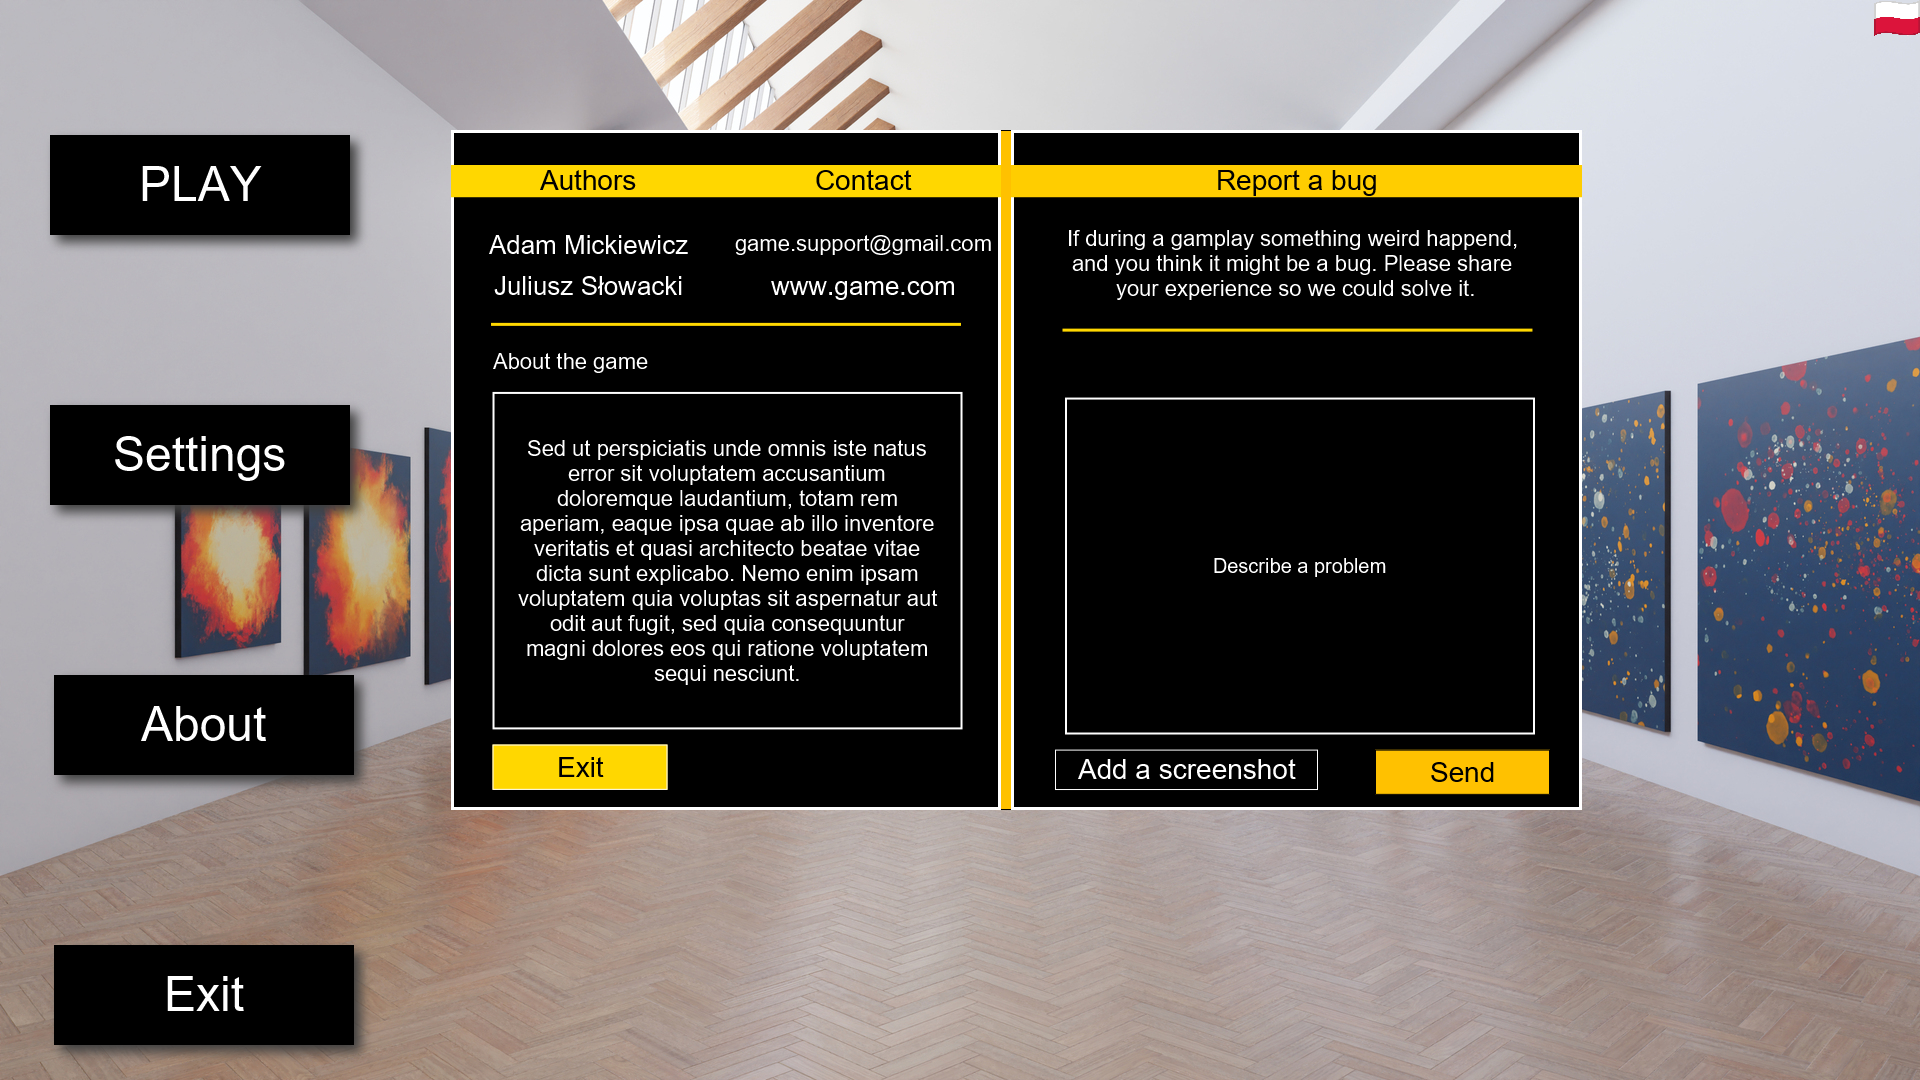 PLAY
Settings
About
Exit
Authors
Contact
Adam Mickiewicz
game.support@gmail.com
Juliusz Słowacki
www.game.com
About the game
Sed ut perspiciatis unde omnis iste natus
error sit voluptatem accusantium
doloremque laudantium, totam rem
aperiam, eaque ipsa quae ab illo inventore
veritatis et quasi architecto beatae vitae
dicta sunt explicabo. Nemo enim ipsam
voluptatem quia voluptas sit aspernatur aut
odit aut fugit, sed quia consequuntur
magni dolores eos qui ratione voluptatem
sequi nesciunt.
Exit
Report a bug
If during a gamplay something weird happend,
and you think it might be a bug. Please share
your experience so we could solve it.
Describe a problem
Add a screenshot
Send